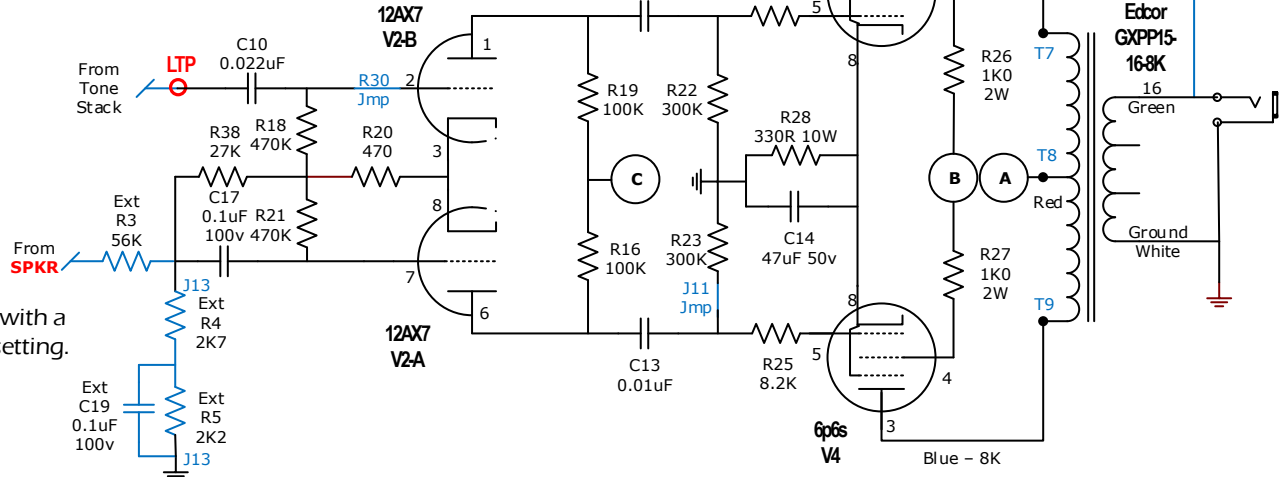 12AX7
V2-B
5
Edcor
GXPP15-
16-8K
T7
1
C10
0.022uF
LTP
From
Tone
Stack
R30
Jmp
2
8
R26
1K0
2W
16
Green
R19
100K
R22
300K
R28
330R 10W
R38
27K
R18
470K
R20
470
3
C
B
A
T8
Red
C17
0.1uF
100v
R21
470K
8
Ext
R3
56K
From
SPKR
R16
100K
R23
300K
C14
47uF 50v
R27
1K0
2W
Ground
White
7
J13
Ext
R4
2K7
J11
Jmp
8
T9
with a
etting.
6
12AX7
V2-A
C13
0.01uF
R25
8.2K
5
4
Ext
C19
0.1uF
100v
Ext
R5
2K2
J13
6p6s
V4
3
Blue – 8K